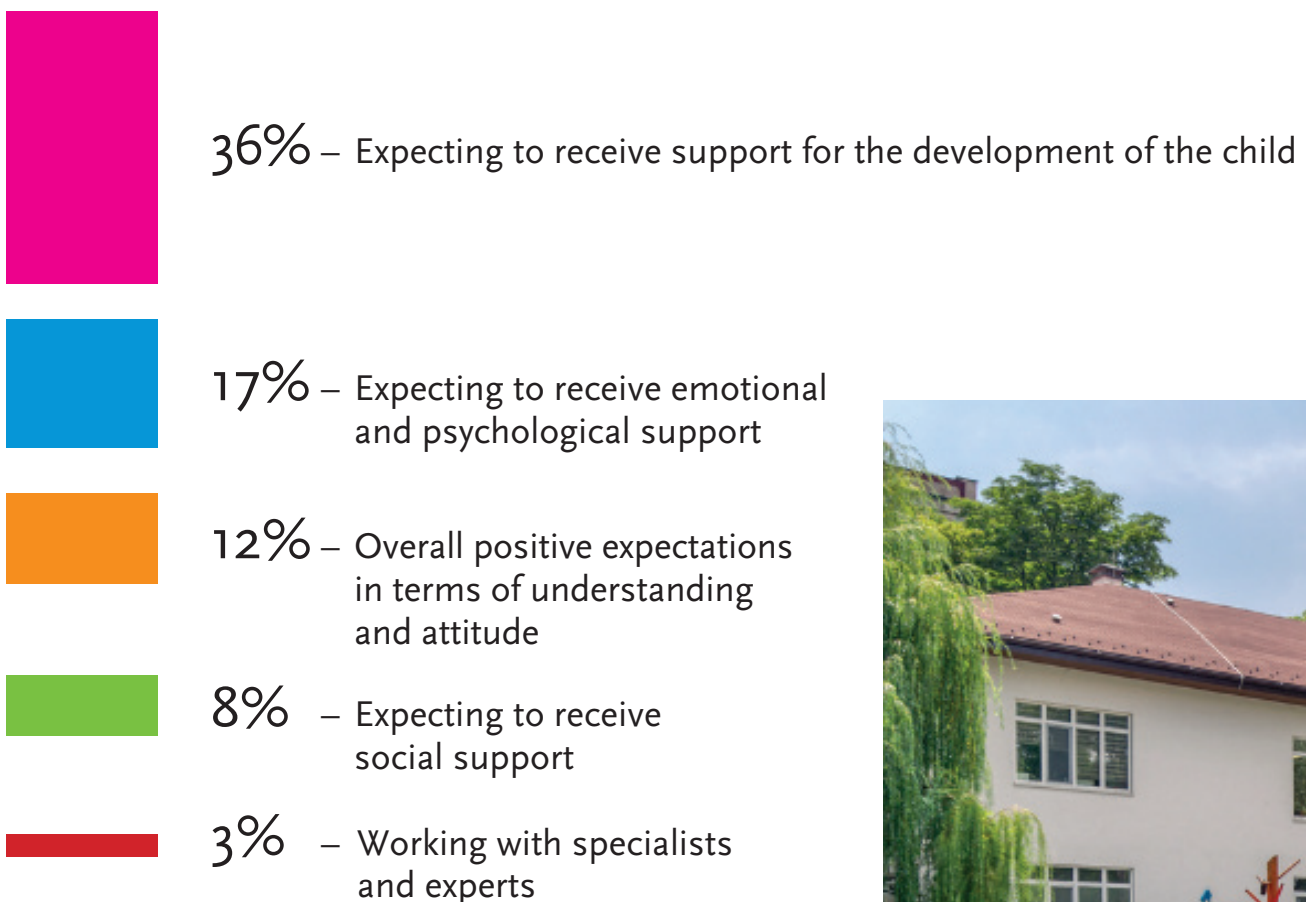 36% – Expecting to receive support for the development of the child
17% – Expecting to receive emotional
and psychological support
12% – Overall positive expectations
in terms of understanding
and attitude
8% – Expecting to receive
social support
3% – Working with specialists
and experts